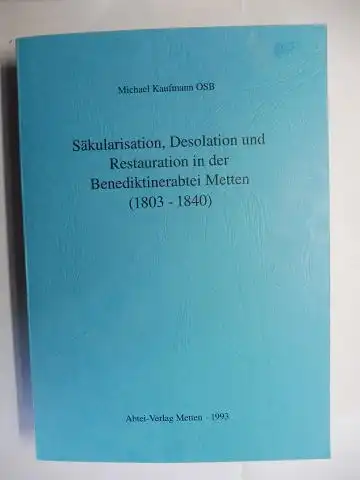 Michael Kaufmann OSB
Säkularisation, Desolation und
Restauration in der
Benediktinerabtei Metten
(1803 - 1840)
Abtei-Verlag Metten · 1993